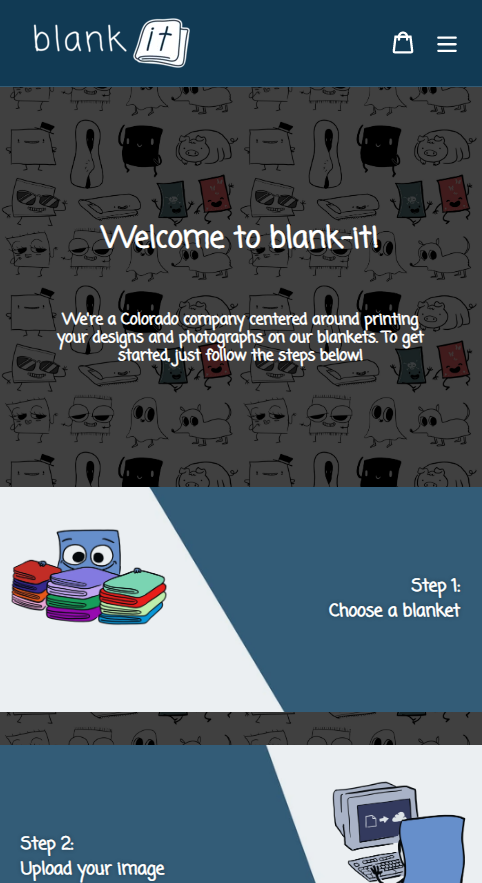 blank it
Welcome to blank-it!
We're a Colorado company centered around printing
your designs and photographs on our blankets. To get
started, just follow the steps below!
Step 1:
Choose a blanket
Step 2:
Upload your image